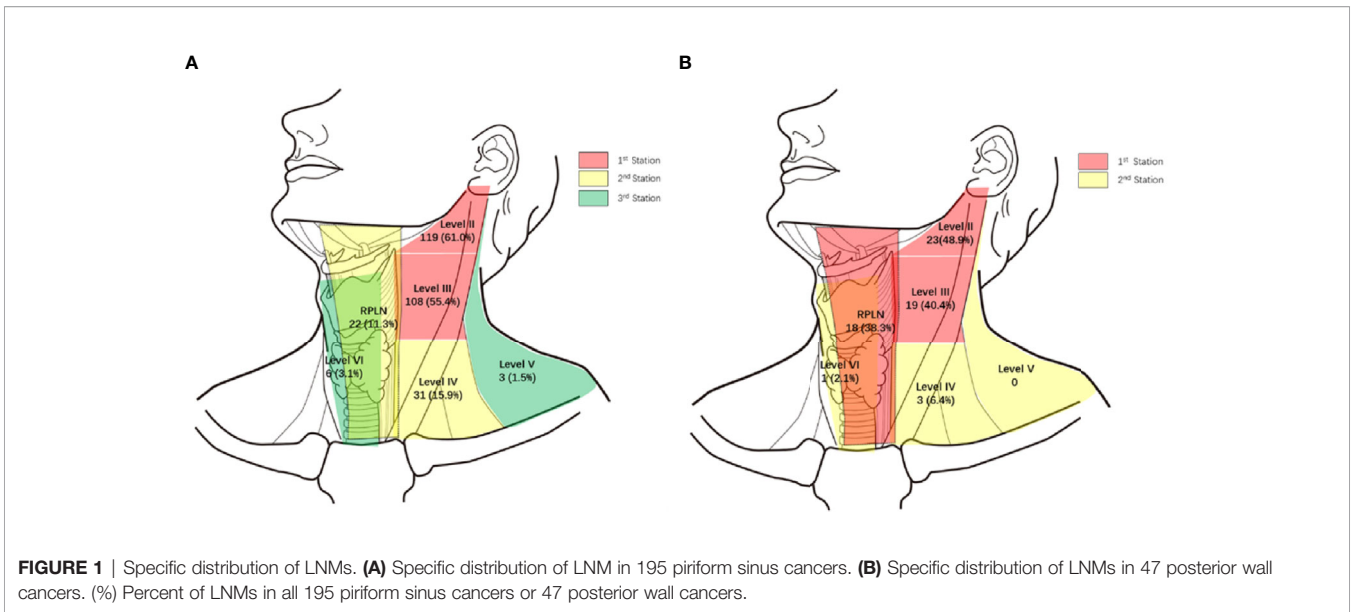 A
1st Station
2nd Station
3rd Station
Level II
119 (61.0%)
Level III
108 (55.4%)
RPLN
22 (11.3%)
Level VI
6 (3.1%)
Level IV
31 (15.9%)
Level V
3 (1.5%)
B
1st Station
2nd Station
Level II
23(48.9%)
Level III
19 (40.4%)
RPLN
18 (38.3%)
Level VI
1 (2.1%)
Level IV
3 (6.4%)
Level V
0
FIGURE 1 | Specific distribution of LNMs. (A) Specific distribution of LNM in 195 piriform sinus cancers. (B) Specific distribution of LNMs in 47 posterior wall
cancers. (%) Percent of LNMs in all 195 piriform sinus cancers or 47 posterior wall cancers.